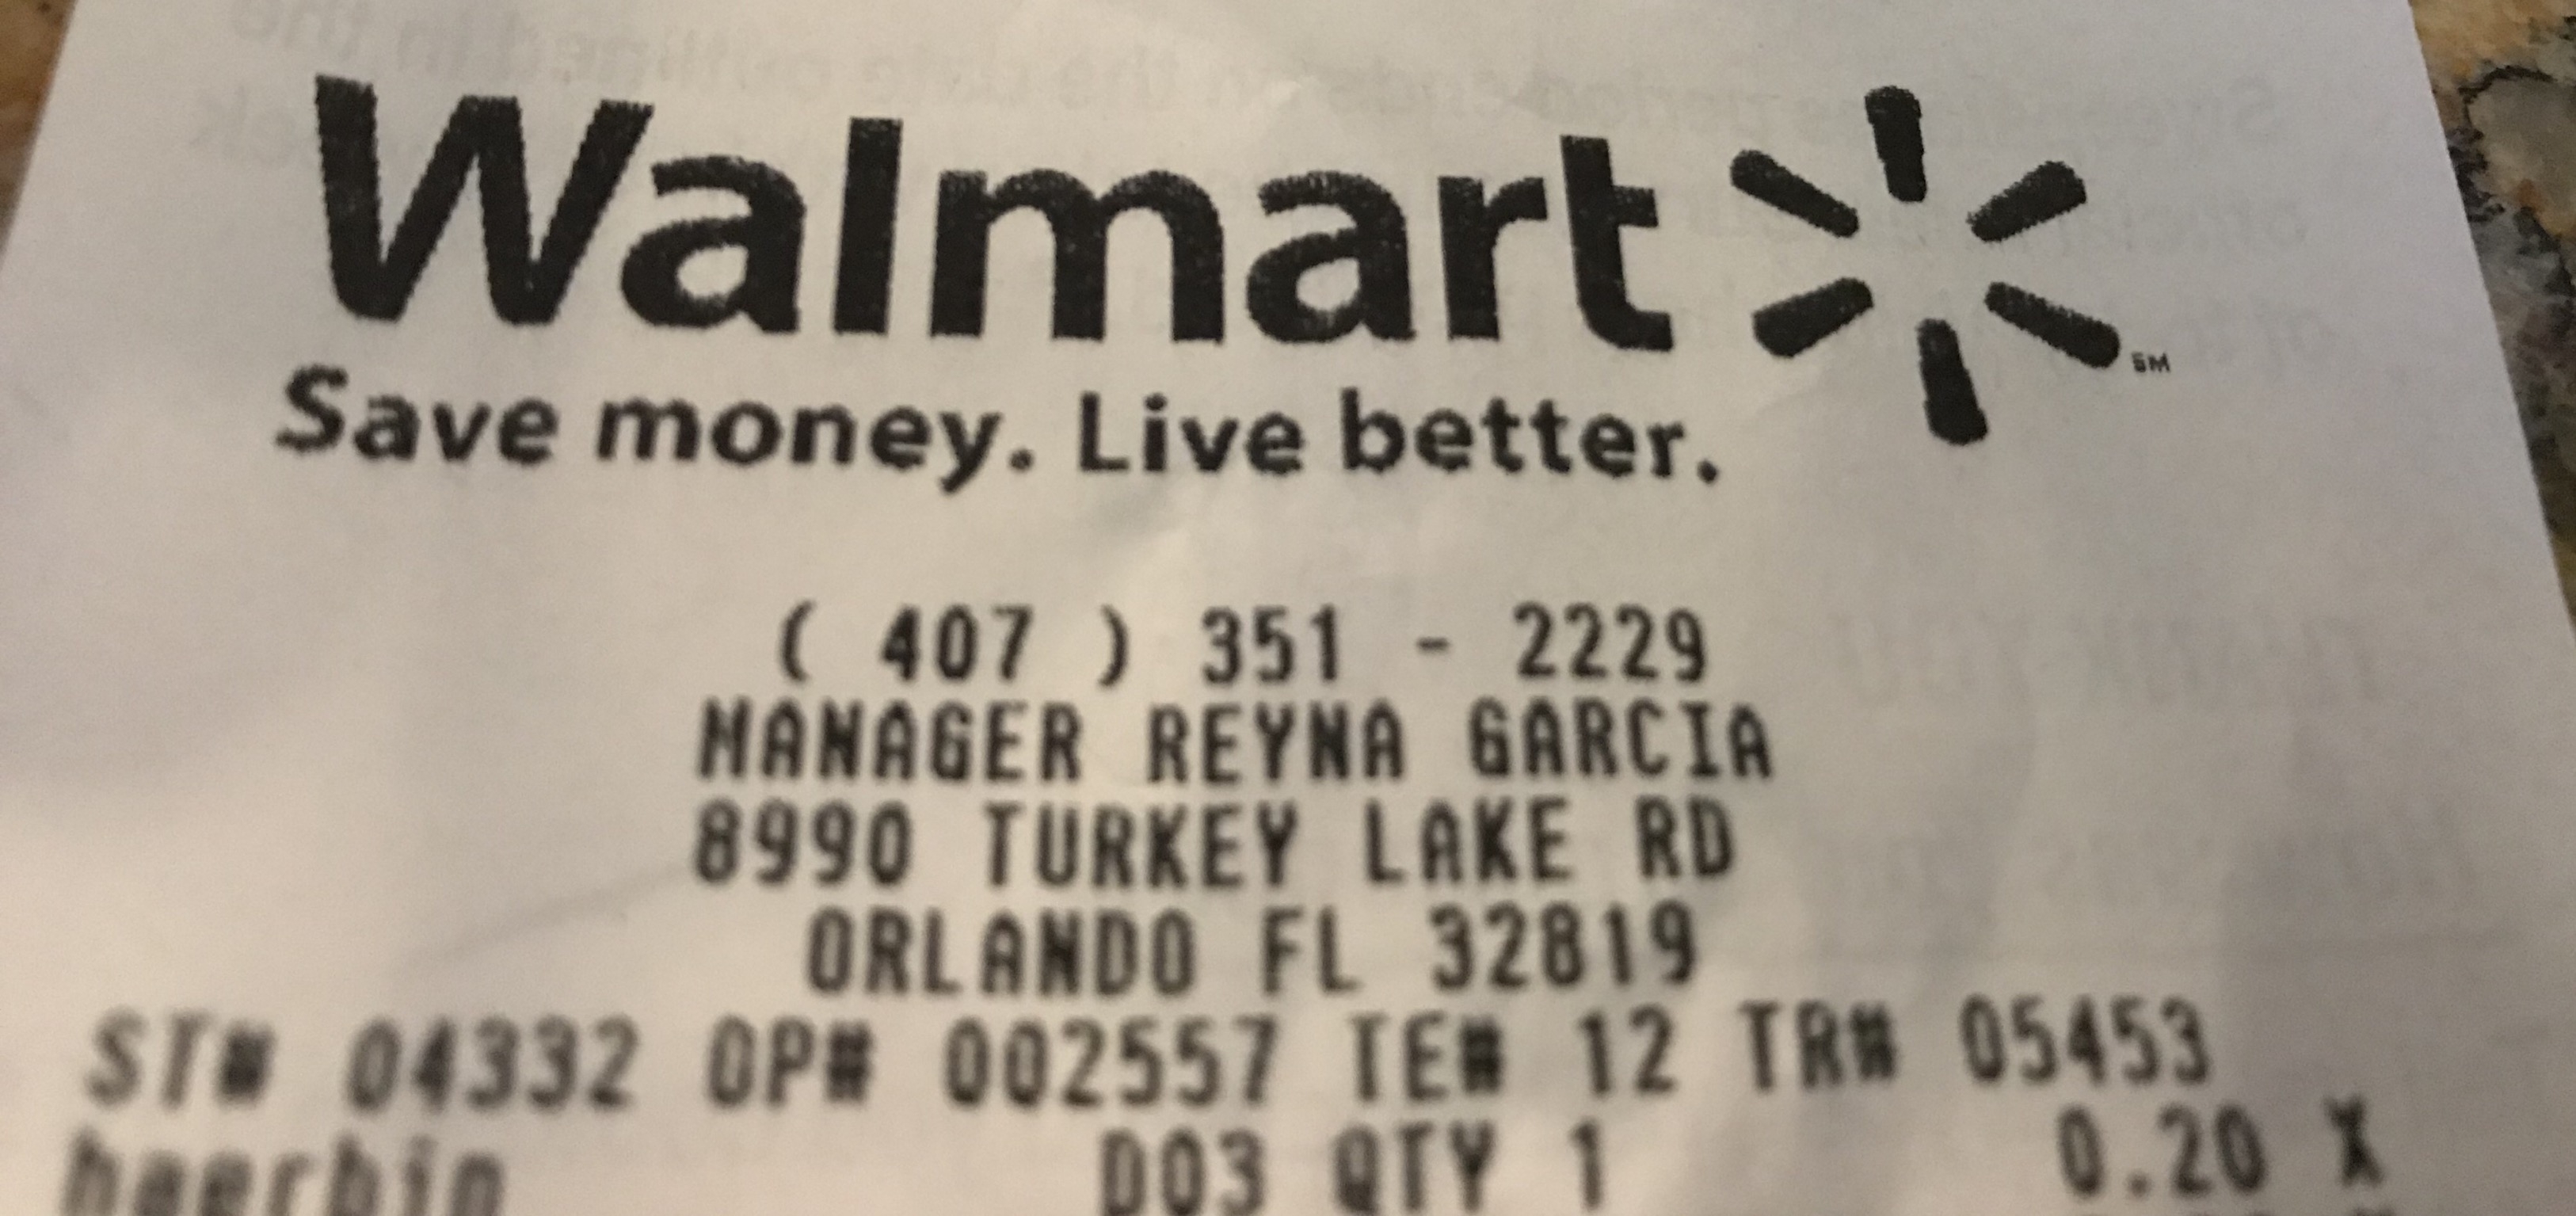 Walmart
SM
Save money. Live better.
( 407 ) 351 - 2229
MANAGER REYNA GARCIA
8990 TURKEY LAKE RD
ORLANDO FL 32819
ST# 04332 OP# 002557 TE# 12 TR# 05453
D03 QTY 1 0.20 X